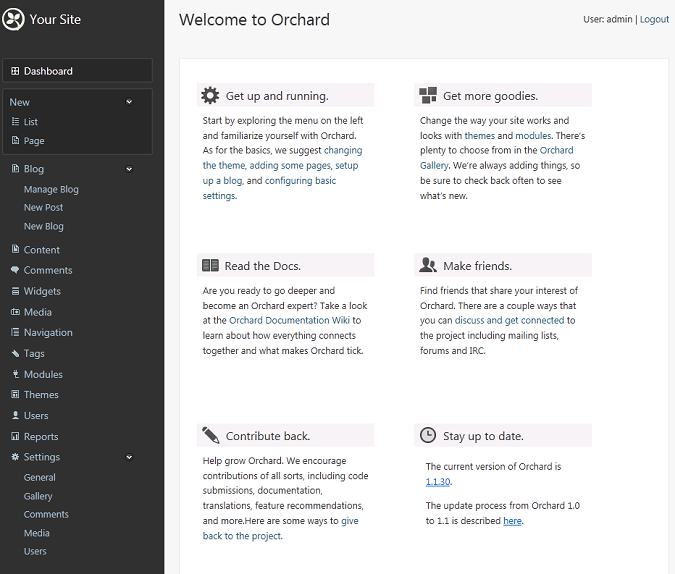 Your Site
Dashboard
New
List
Page
Blog
Manage Blog
New Post
New Blog
Content
Comments
Widgets
Media
Navigation
Tags
Modules
Themes
Users
Reports
Settings
General
Gallery
Comments
Media
Users
Welcome to Orchard
User: admin | Logout
Get up and running.
Start by exploring the menu on the left
and familiarize yourself with Orchard.
As for the basics, we suggest changing
the theme, adding some pages, setup
up a blog, and configuring basic
settings.
Get more goodies.
Change the way your site works and
looks with themes and modules. There's
plenty to choose from in the Orchard
Gallery. We're always adding things, so
be sure to check back often to see
what's new.
Read the Docs.
Are you ready to go deeper and
become an Orchard expert? Take a look
at the Orchard Documentation Wiki to
learn about how everything connects
together and what makes Orchard tick.
Make friends.
Find friends that share your interest of
Orchard. There are a couple ways that
you can discuss and get connected to
the project including mailing lists,
forums and IRC.
Contribute back.
Help grow Orchard. We encourage
contributions of all sorts, including code
submissions, documentation,
translations, feature recommendations,
and more.Here are some ways to give
back to the project.
Stay up to date.
The current version of Orchard is
1.1.30.
The update process from Orchard 1.0
to 1.1 is described here.